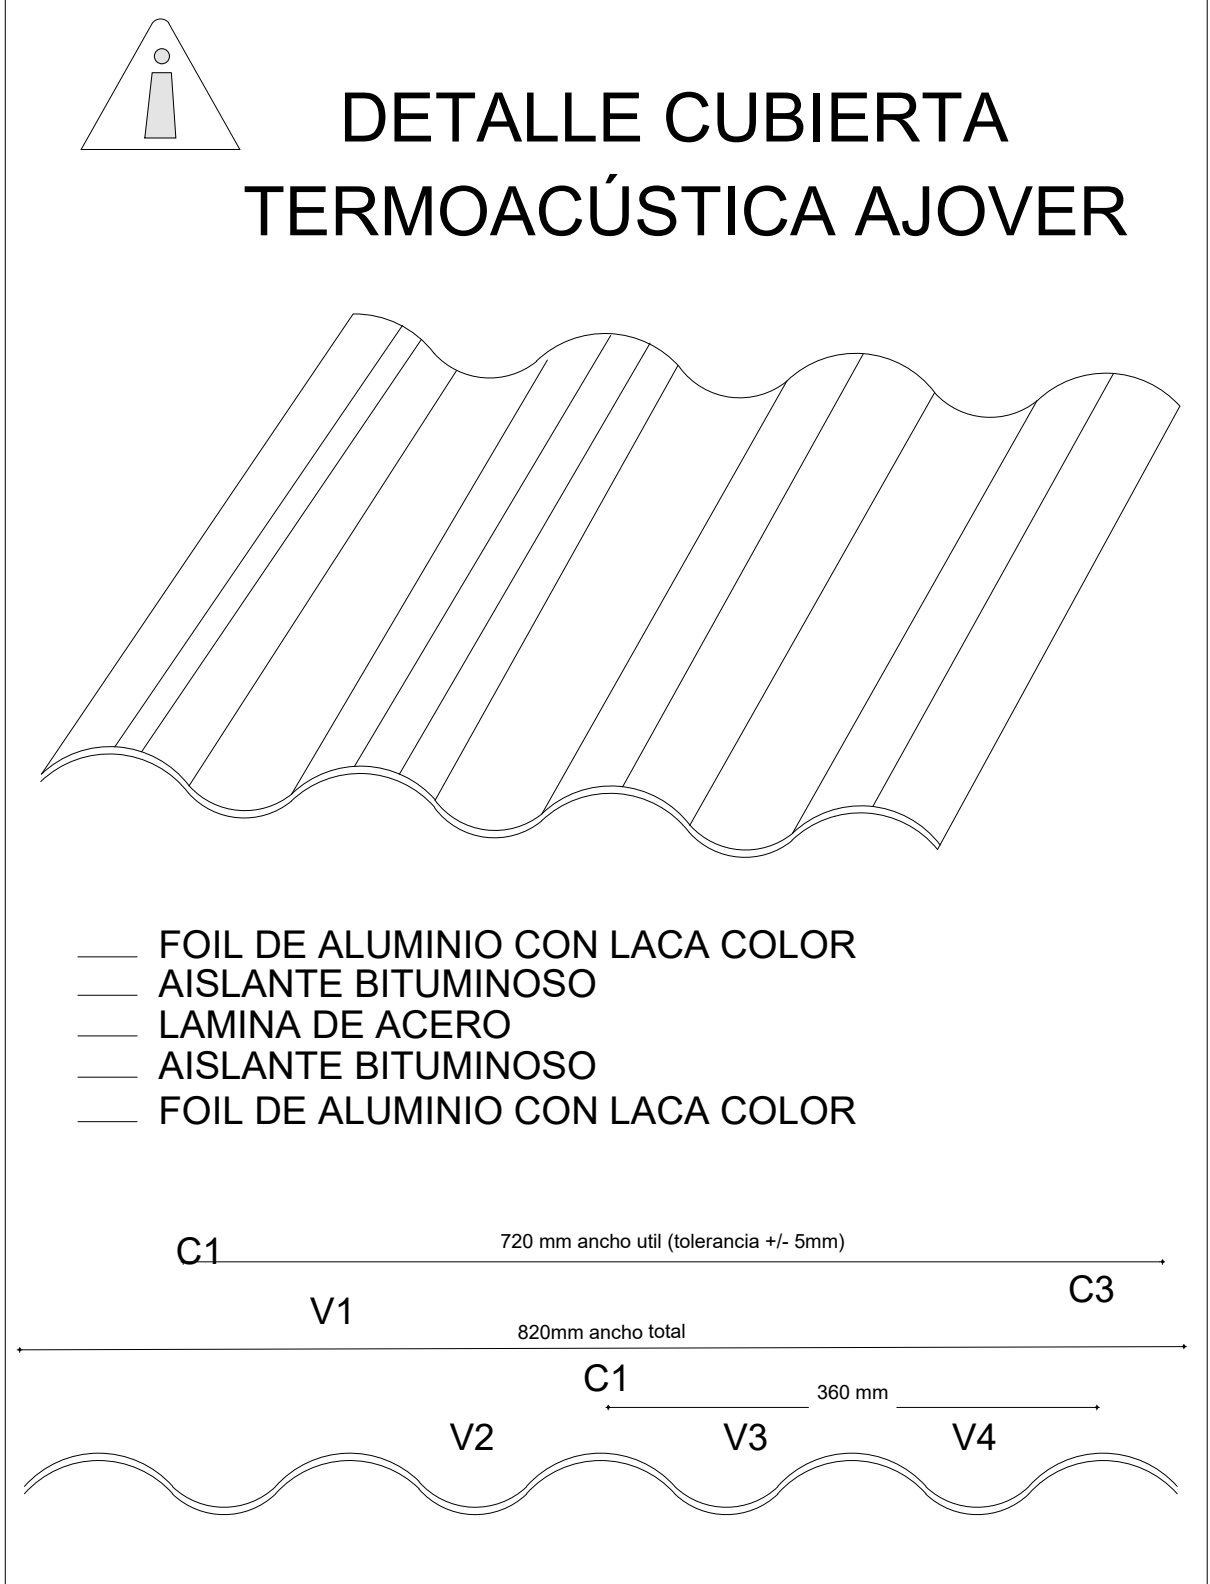 DETALLE CUBIERTA
TERMOACÚSTICA AJOVER
FOIL DE ALUMINIO CON LACA COLOR
AISLANTE BITUMINOSO
LAMINA DE ACERO
AISLANTE BITUMINOSO
FOIL DE ALUMINIO CON LACA COLOR
C1
720 mm ancho util (tolerancia +/- 5mm)
C3
V1
820mm ancho total
C1
360 mm
V2
V3
V4